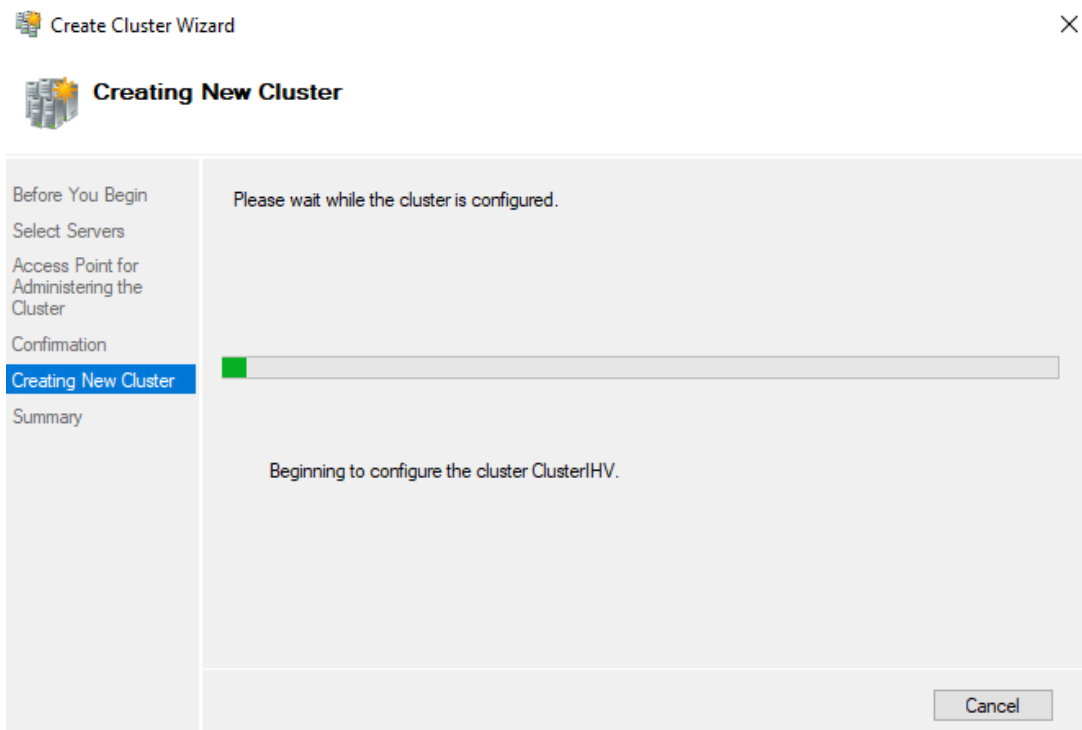 Create Cluster Wizard
Creating New Cluster
Before You Begin
Select Servers
Access Point for
Administering the
Cluster
Confirmation
Creating New Cluster
Summary
Please wait while the cluster is configured.
Beginning to configure the cluster ClusterIHV.
Cancel